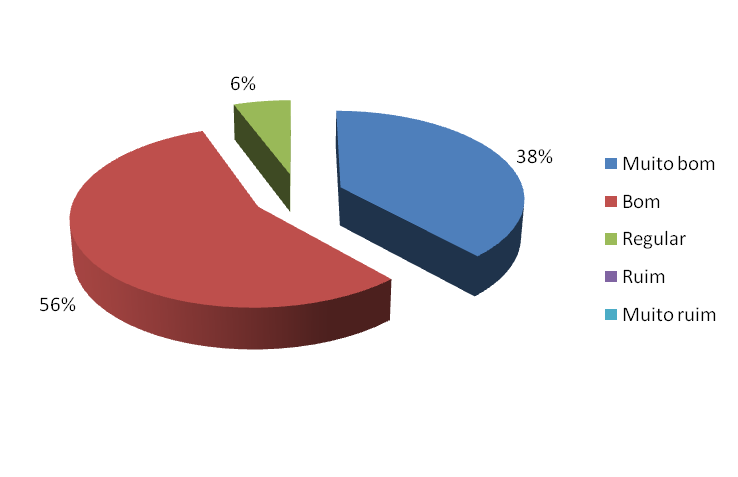 6%
38%
56%
Muito bom
Bom
Regular
Ruim
Muito ruim